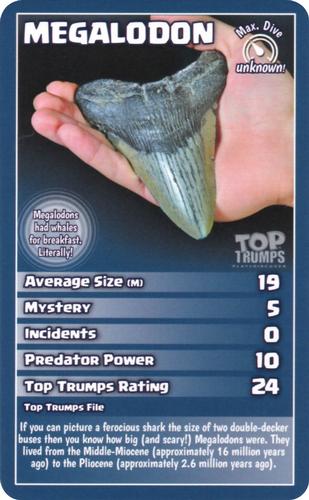 MEGALODON
Max. Dive
unknown!
Megalodons
had whales
for breakfast.
Literally!
TOP
TRUMPS
Average Size (M) 19
Mystery 5
Incidents 0
Predator Power 10
Top Trumps Rating 24
Top Trumps File
If you can picture a ferocious shark the size of two double-decker
buses then you know how big (and scary!) Megalodons were. They
lived from the Middle-Miocene (approximately 16 million years
ago) to the Pliocene (approximately 2.6 million years ago).